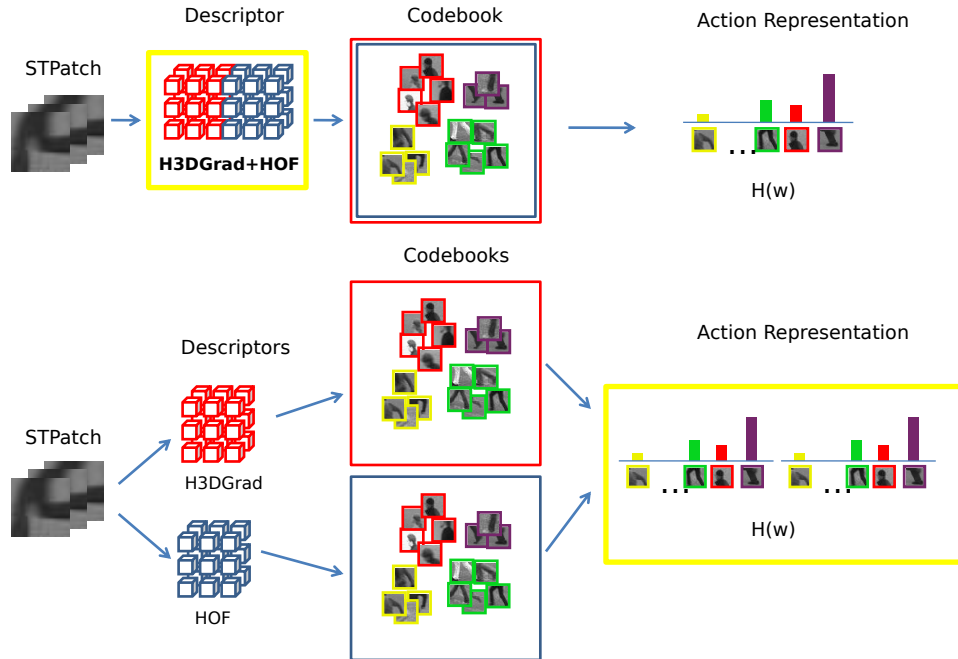 Descriptor
Codebook
Action Representation
STPatch
H3DGrad+HOF
...
H(w)
Codebooks
Action Representation
Descriptors
STPatch
H3DGrad
... ...
H(w)
HOF